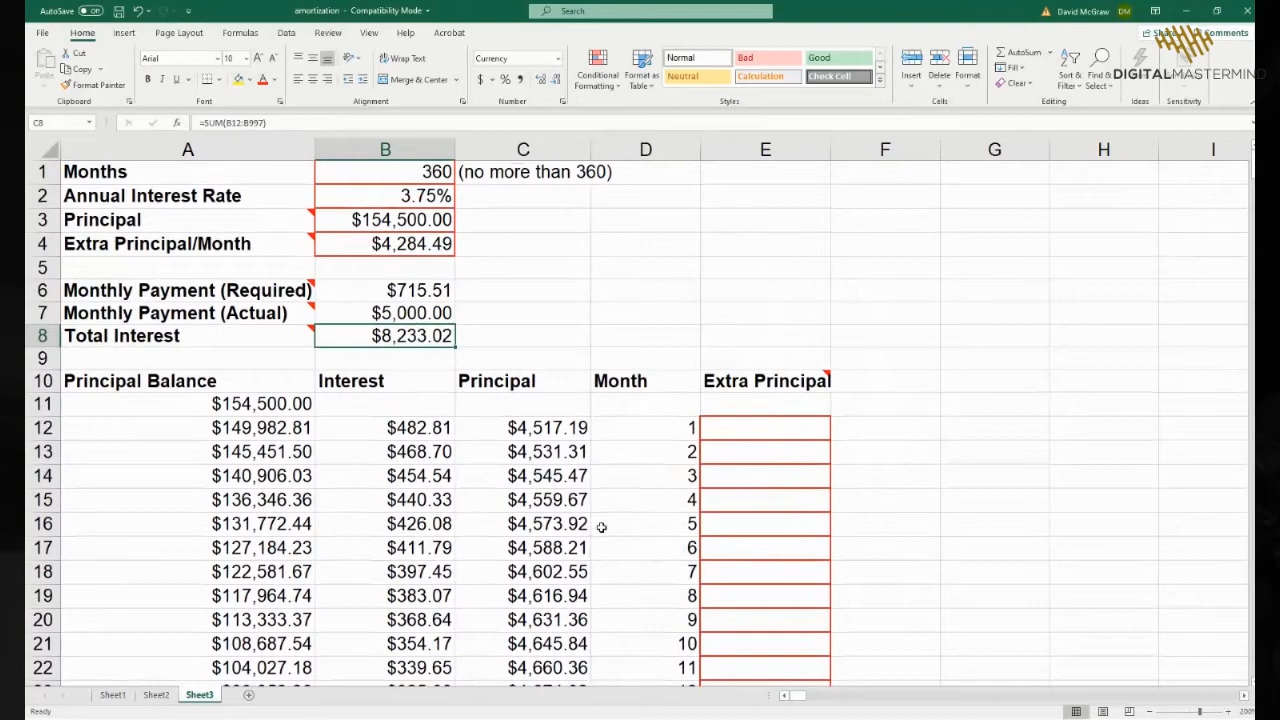 AutoSave Off
amortization - Compatibility Mode
Search
David McGraw DM
File Home Insert Page Layout Formulas Data Review View Help Acrobat
Share Comments
DIGITALMASTERMIND
Paste
Cut
Copy
Format Painter
Clipboard
Arial 10
B I U
Font
Wrap Text
Merge & Center
Alignment
Currency
$ %
Number
Conditional Formatting
Format as Table
Normal Bad Good
Neutral Calculation Check Cell
Styles
Insert Delete Format
Cells
AutoSum
Fill
Clear
Sort & Filter
Find & Select
Editing
Ideas
Ideas
Sensitivity
Sensitivity
C8 fx =SUM(B12:B997)
A B C D E F G H I
1 Months 360 (no more than 360)
2 Annual Interest Rate 3.75%
3 Principal $154,500.00
4 Extra Principal/Month $4,284.49
5
6 Monthly Payment (Required) $715.51
7 Monthly Payment (Actual) $5,000.00
8 Total Interest $8,233.02
9
10 Principal Balance Interest Principal Month Extra Principal
11 $154,500.00
12 $149,982.81 $482.81 $4,517.19 1
13 $145,451.50 $468.70 $4,531.31 2
14 $140,906.03 $454.54 $4,545.47 3
15 $136,346.36 $440.33 $4,559.67 4
16 $131,772.44 $426.08 $4,573.92 5
17 $127,184.23 $411.79 $4,588.21 6
18 $122,581.67 $397.45 $4,602.55 7
19 $117,964.74 $383.07 $4,616.94 8
20 $113,333.37 $368.64 $4,631.36 9
21 $108,687.54 $354.17 $4,645.84 10
22 $104,027.18 $339.65 $4,660.36 11
Sheet1 Sheet2 Sheet3
Ready